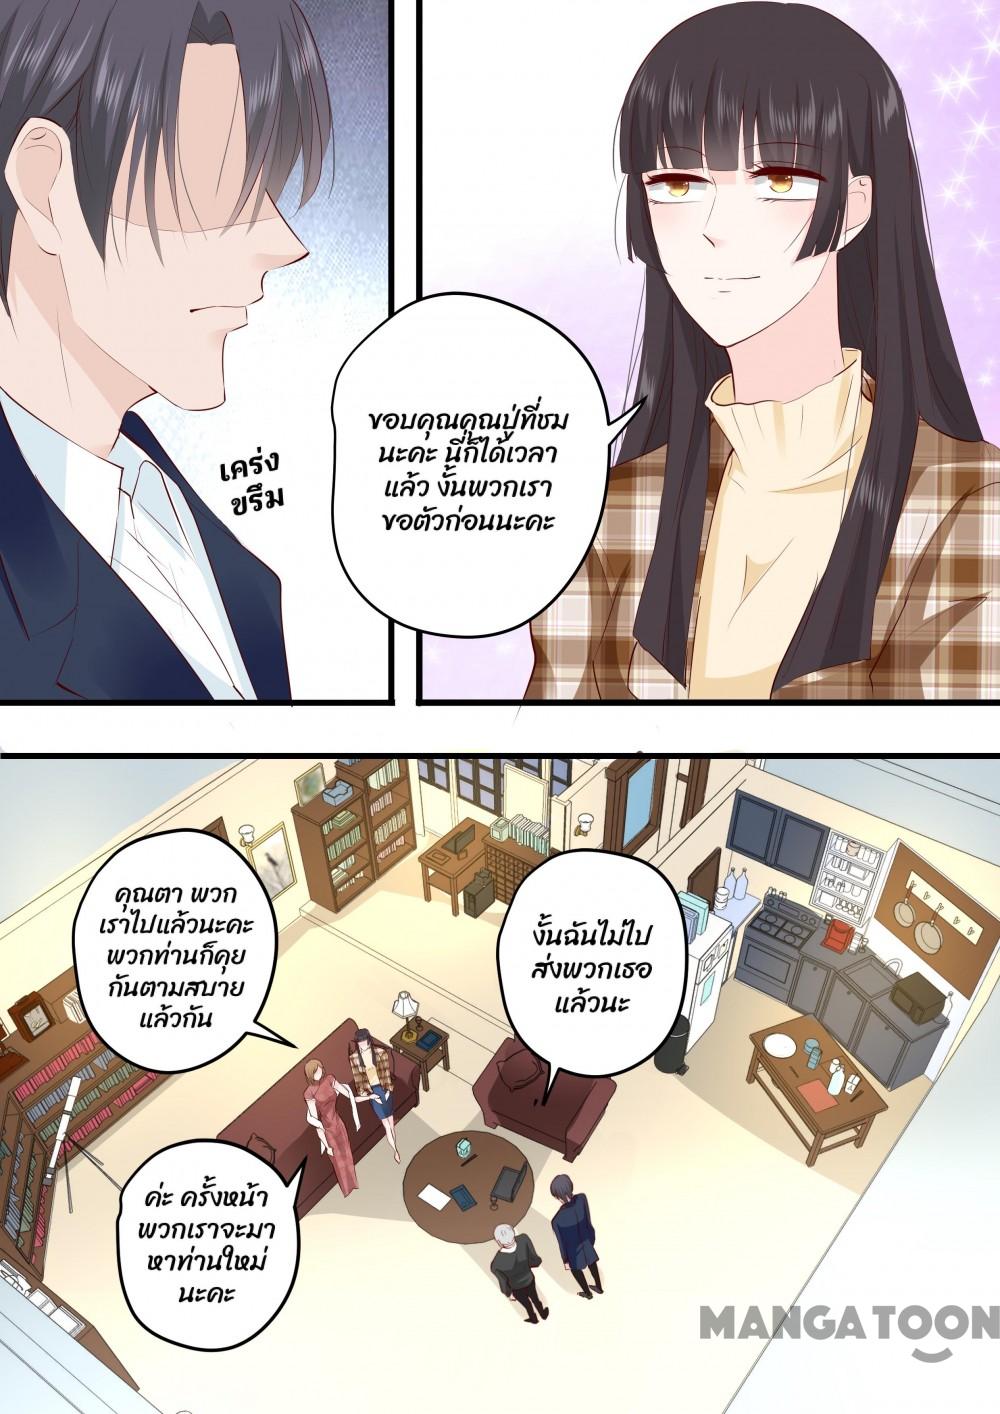 เคร่ง
ขรึม
ขอบคุณคุณปู่ที่ชม
นะคะ นี่ก็ได้เวลา
แล้ว งั้นพวกเรา
ขอตัวก่อนนะคะ
คุณตา พวก
เราไปแล้วนะคะ
พวกท่านก็คุย
กันตามสบาย
แล้วกัน
งั้นฉันไม่ไป
ส่งพวกเธอ
แล้วนะ
ค่ะ ครั้งหน้า
พวกเราจะมา
หาท่านใหม่
นะคะ
MANGATOON